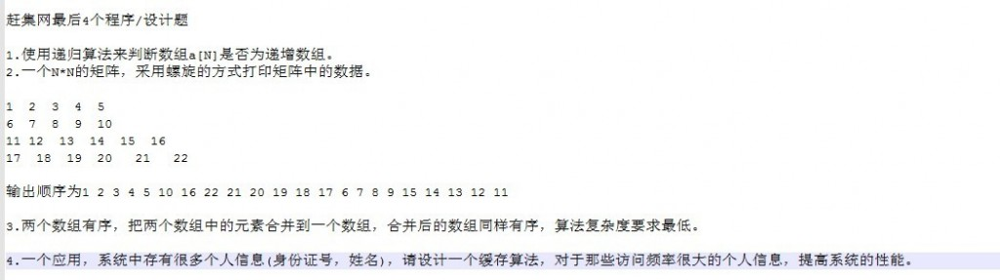 赶集网最后4个程序/设计题
1.使用递归算法来判断数组a[N]是否为递增数组。
2.一个N*N的矩阵，采用螺旋的方式打印矩阵中的数据。
1 2 3 4 5
6 7 8 9 10
11 12 13 14 15 16
17 18 19 20 21 22
输出顺序为1 2 3 4 5 10 16 22 21 20 19 18 17 6 7 8 9 15 14 13 12 11
3.两个数组有序，把两个数组中的元素合并到一个数组，合并后的数组同样有序，算法复杂度要求最低。
4.一个应用，系统中存有很多个人信息(身份证号，姓名)，请设计一个缓存算法，对于那些访问频率很大的个人信息，提高系统的性能。